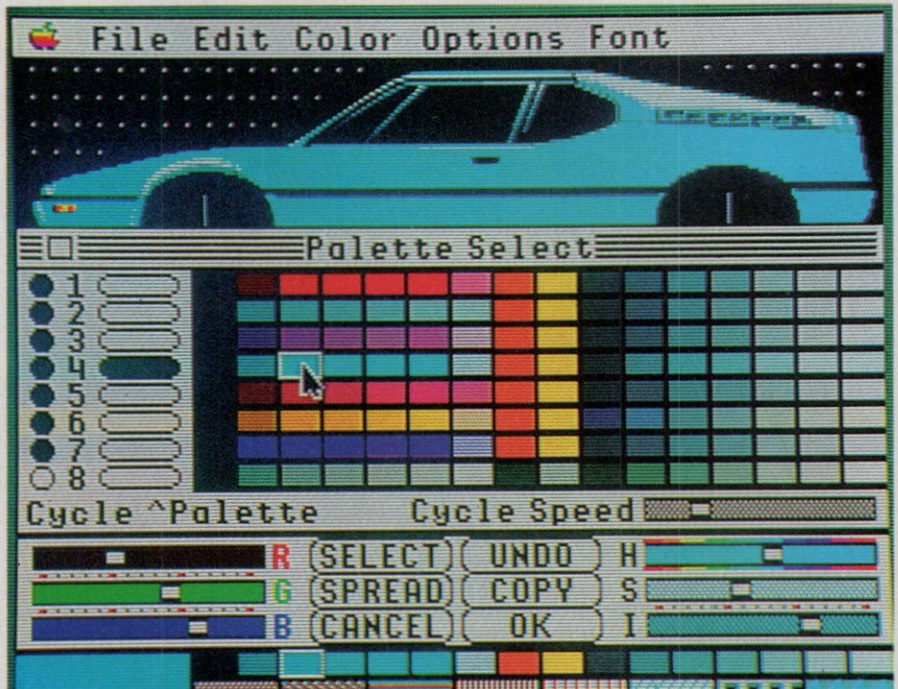 File Edit Color Options Font
Palette Select
1
2
3
4
5
6
7
8
Cycle ^Palette Cycle Speed
R (SELECT) ( UNDO ) H
G (SPREAD) ( COPY ) S
B (CANCEL) ( OK ) I